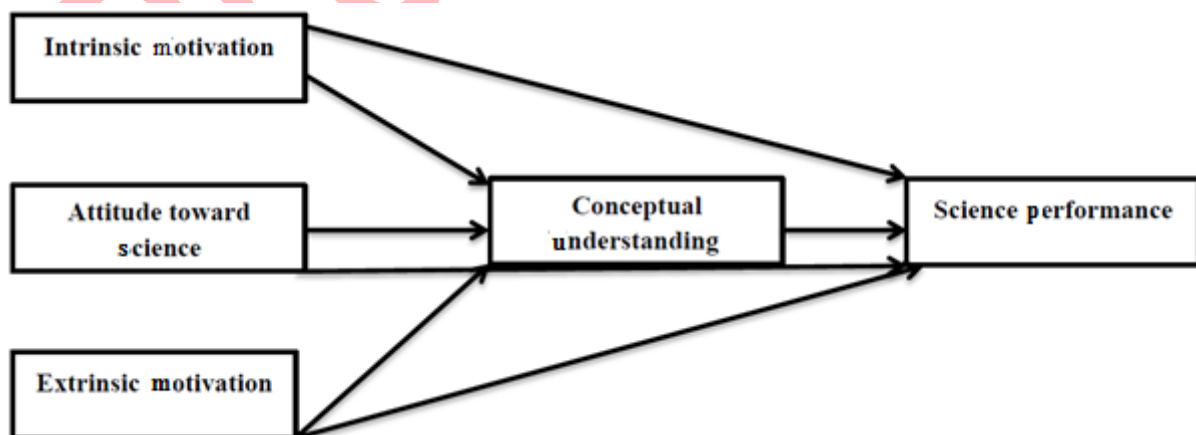 Intrinsic motivation
Attitude toward
science
Conceptual
understanding
Science performance
Extrinsic motivation